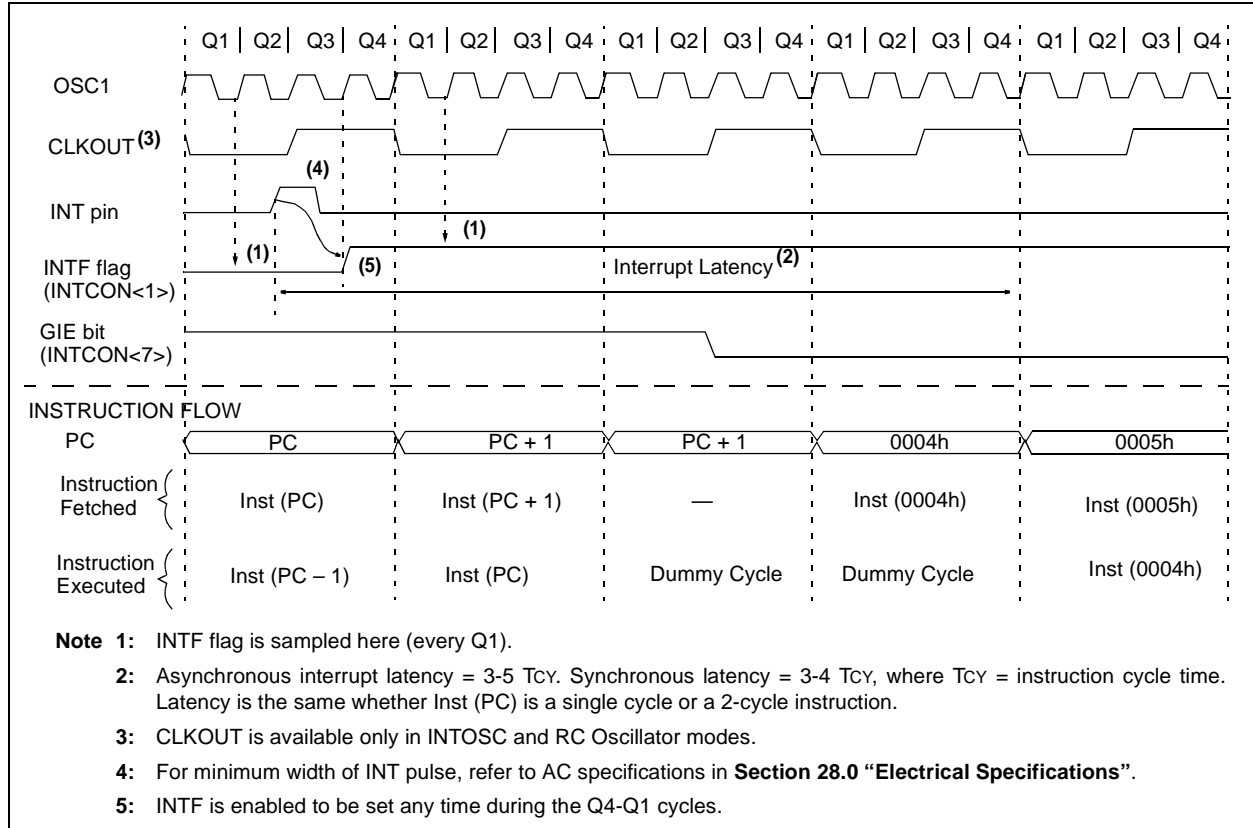 Q1 | Q2 | Q3 | Q4 Q1 | Q2 | Q3 | Q4 Q1 | Q2 | Q3 | Q4 Q1 | Q2 | Q3 | Q4 Q1 | Q2 | Q3 | Q4
OSC1
CLKOUT (3)
(4)
INT pin
(1)
(1)
(5)
INTF flag
(INTCON<1>)
Interrupt Latency (2)
GIE bit
(INTCON<7>)
INSTRUCTION FLOW
PC PC PC + 1 PC + 1 0004h 0005h
Instruction
Fetched
Inst (PC) Inst (PC + 1) — Inst (0004h) Inst (0005h)
Instruction
Executed
Inst (PC – 1) Inst (PC) Dummy Cycle Dummy Cycle Inst (0004h)
Note 1: INTF flag is sampled here (every Q1).
2: Asynchronous interrupt latency = 3-5 TCY. Synchronous latency = 3-4 TCY, where TCY = instruction cycle time.
Latency is the same whether Inst (PC) is a single cycle or a 2-cycle instruction.
3: CLKOUT is available only in INTOSC and RC Oscillator modes.
4: For minimum width of INT pulse, refer to AC specifications in Section 28.0 “Electrical Specifications”.
5: INTF is enabled to be set any time during the Q4-Q1 cycles.